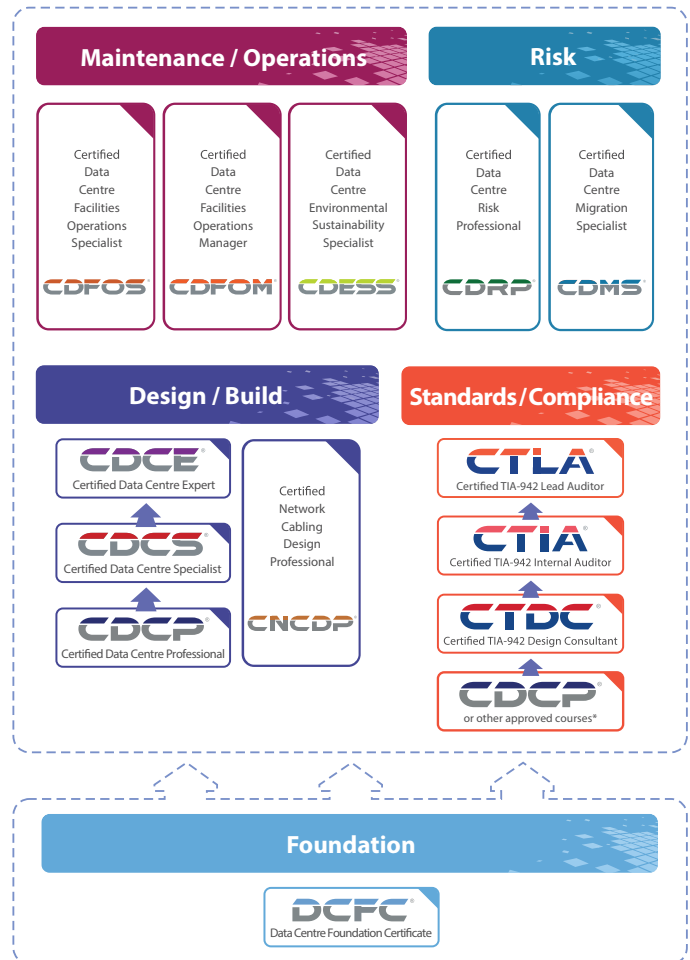 Maintenance / Operations
Risk
Certified
Data
Centre
Facilities
Operations
Specialist
CDFOS®
Certified
Data
Centre
Facilities
Operations
Manager
CDFOM®
Certified
Data
Centre
Environmental
Sustainability
Specialist
CDESS®
Certified
Data
Centre
Risk
Professional
CDRP®
Certified
Data
Centre
Migration
Specialist
CDMS®
Design / Build
Standards/Compliance
CDCE®
Certified Data Centre Expert
CDCS®
Certified Data Centre Specialist
CDCP®
Certified Data Centre Professional
Certified
Network
Cabling
Design
Professional
CNCDP®
CTLA®
Certified TIA-942 Lead Auditor
CTIA®
Certified TIA-942 Internal Auditor
CTDC®
Certified TIA-942 Design Consultant
CDCP®
or other approved courses*
Foundation
DCFC®
Data Centre Foundation Certificate